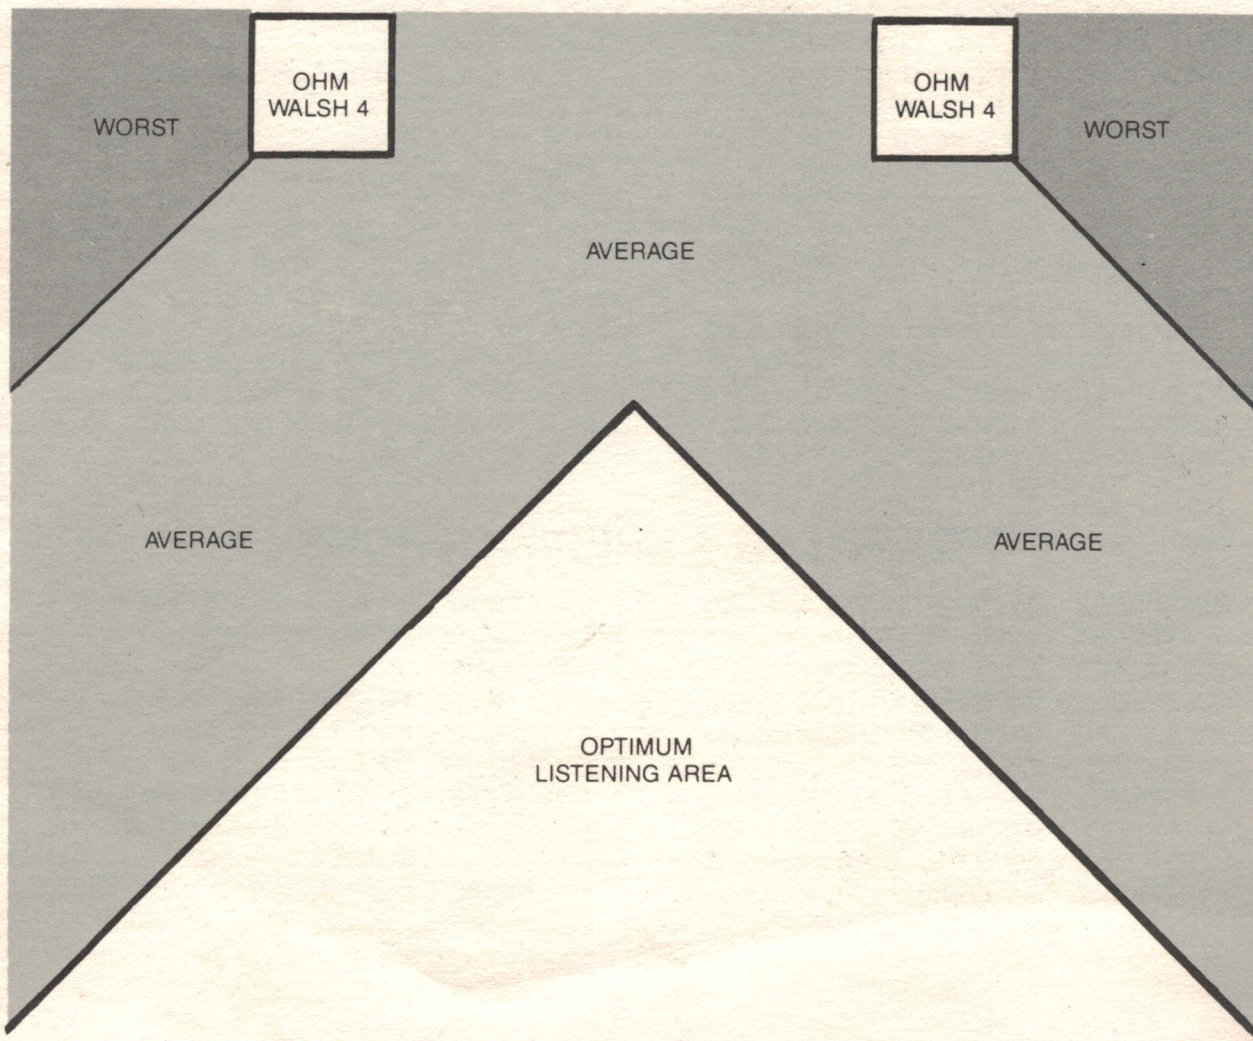 OHM
WALSH 4
OHM
WALSH 4
WORST
WORST
AVERAGE
AVERAGE
AVERAGE
OPTIMUM
LISTENING AREA